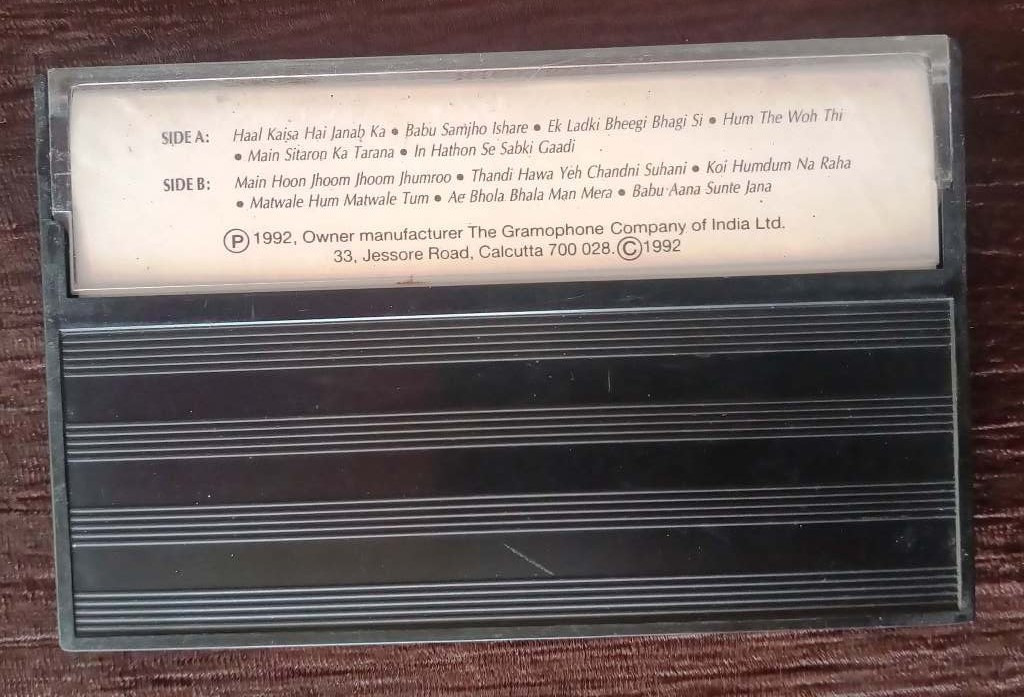 SIDE A: Haal Kaisa Hai Janab Ka • Babu Samjho Ishare • Ek Ladki Bheegi Bhagi Si • Hum The Woh Thi
• Main Sitaron Ka Tarana • In Hathon Se Sabki Gaadi
SIDE B: Main Hoon Jhoom Jhoom Jhumroo • Thandi Hawa Yeh Chandni Suhani • Koi Humdum Na Raha
• Matwale Hum Matwale Tum • Ae Bhola Bhala Man Mera • Babu Aana Sunte Jana
Ⓟ 1992, Owner manufacturer The Gramophone Company of India Ltd.
33, Jessore Road, Calcutta 700 028. © 1992